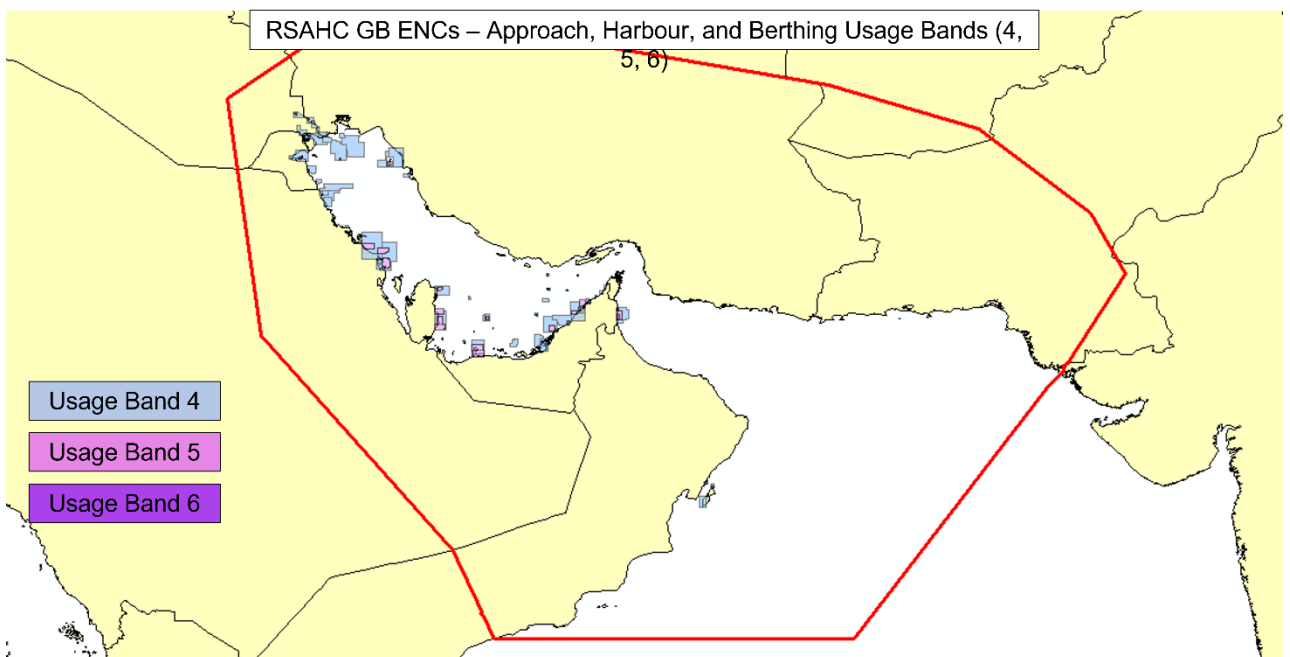 RSAHC GB ENCs – Approach, Harbour, and Berthing Usage Bands (4,
5, 6)
Usage Band 4
Usage Band 5
Usage Band 6